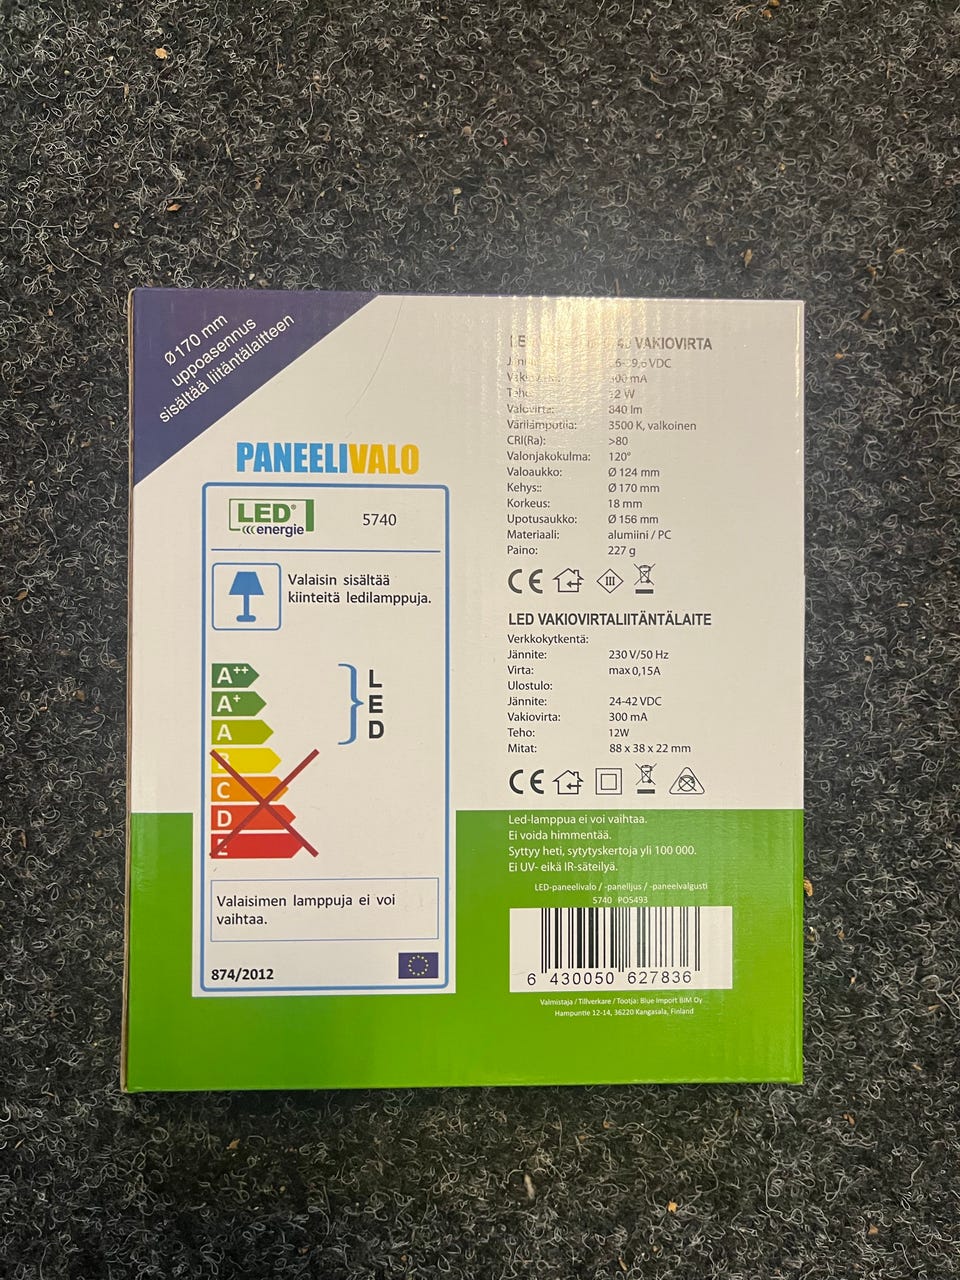 Ø170 mm
uppoasennus
sisältää liitäntälaitteen
PANEELIVALO
LED energie 5740
Valaisin sisältää
kiinteitä ledilamppuja.
A++
A+
A
B
C
D
E
L
E
D
Valaisimen lamppuja ei voi
vaihtaa.
874/2012
VAKIOVIRTA
VDC
mA
W
Valovirta: 840 lm
Värilämpötila: 3500 K, valkoinen
CRI(Ra): >80
Valonjakokulma: 120°
Valoaukko: Ø 124 mm
Kehys:: Ø 170 mm
Korkeus: 18 mm
Upotusaukko: Ø 156 mm
Materiaali: alumiini / PC
Paino: 227 g
CE III
LED VAKIOVIRTALIITÄNTÄLAITE
Verkkokytkentä:
Jännite: 230 V/50 Hz
Virta: max 0,15A
Ulostulo:
Jännite: 24-42 VDC
Vakiovirta: 300 mA
Teho: 12W
Mitat: 88 x 38 x 22 mm
CE
Led-lamppua ei voi vaihtaa.
Ei voida himmentää.
Syttyy heti, sytytyskertoja yli 100 000.
Ei UV- eikä IR-säteilyä.
LED-paneelivalo / -panelljus / -paneelvalgusti
5740 PO5493
6 430050 627836
Valmistaja / Tillverkare / Tootja: Blue Import BIM Oy
Hampuntie 12-14, 36220 Kangasala, Finland